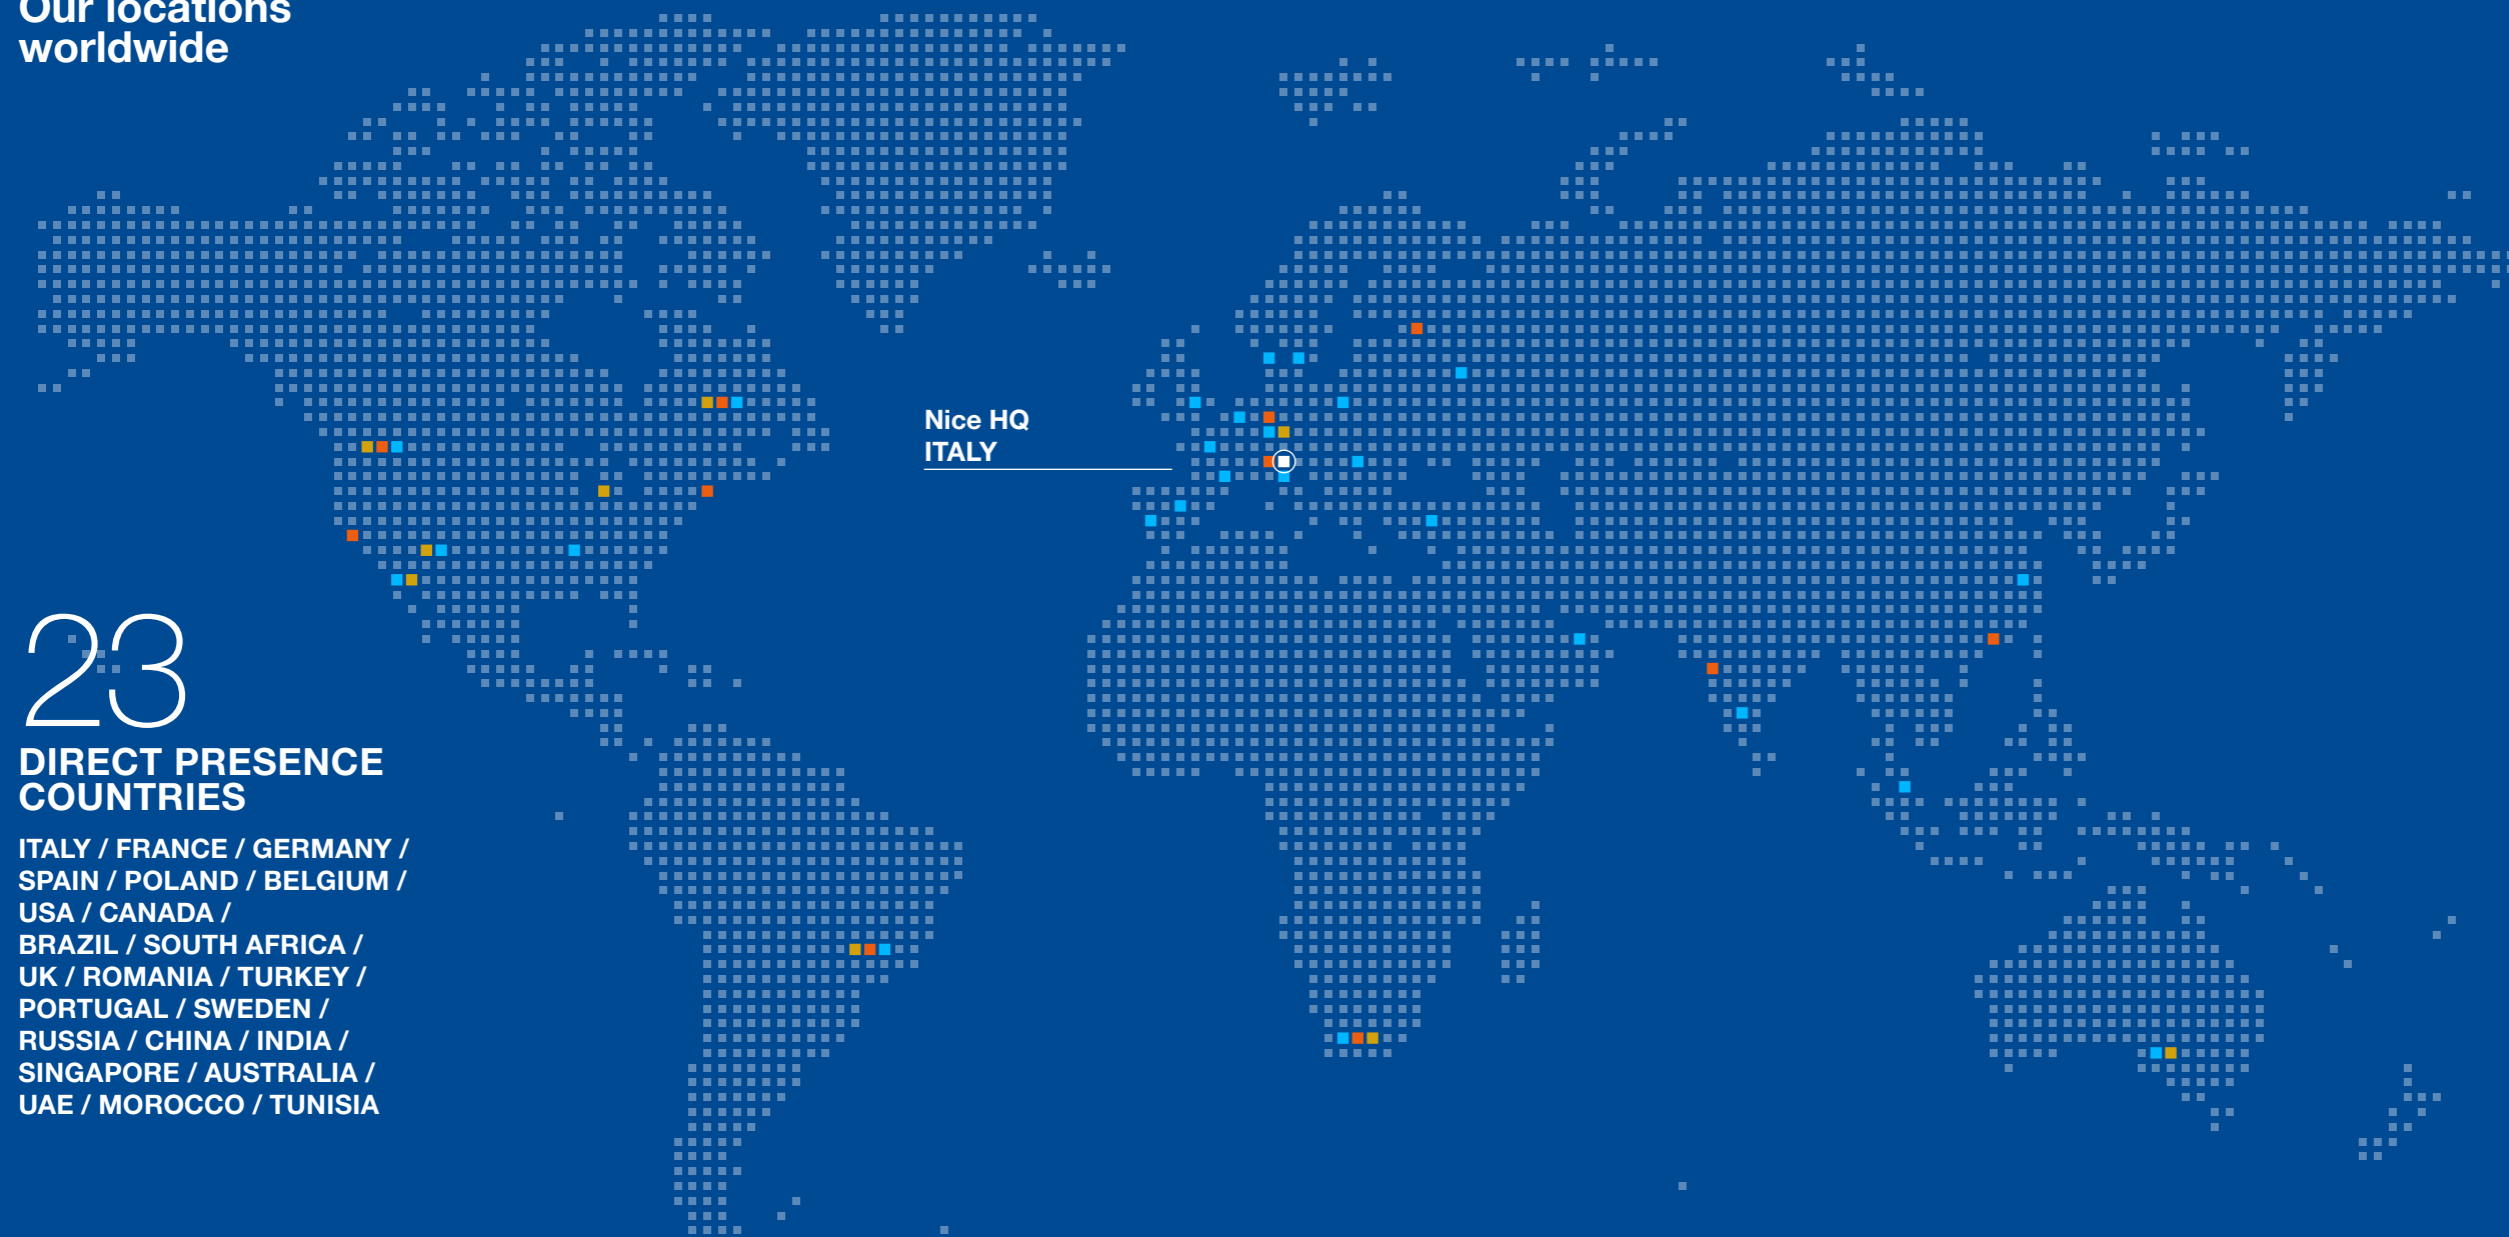 Our locations
worldwide
Nice HQ
ITALY
23
DIRECT PRESENCE
COUNTRIES
ITALY / FRANCE / GERMANY /
SPAIN / POLAND / BELGIUM /
USA / CANADA /
BRAZIL / SOUTH AFRICA /
UK / ROMANIA / TURKEY /
PORTUGAL / SWEDEN /
RUSSIA / CHINA / INDIA /
SINGAPORE / AUSTRALIA /
UAE / MOROCCO / TUNISIA